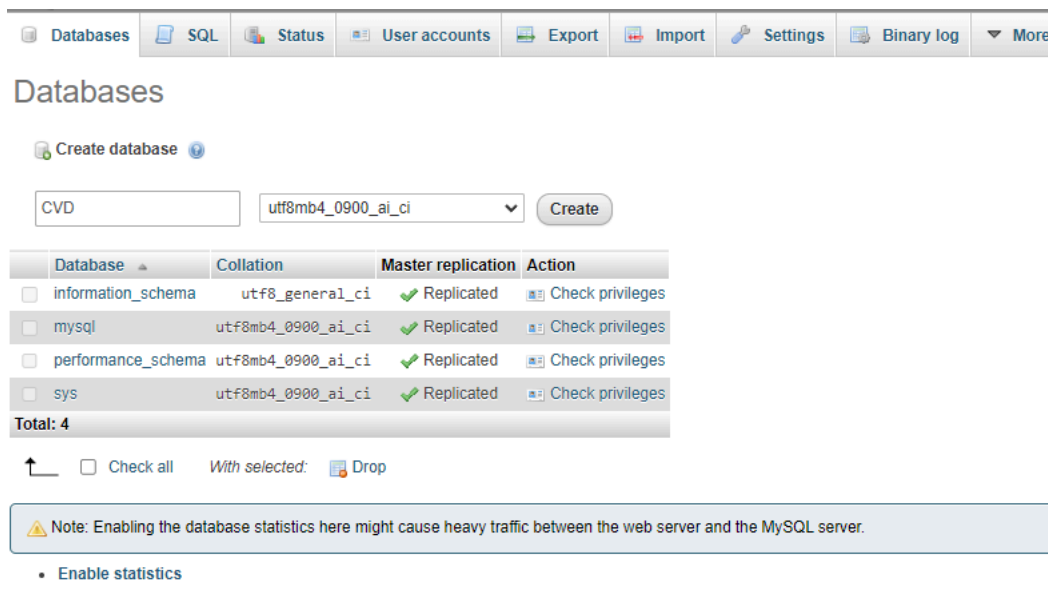 Databases SQL Status User accounts Export Import Settings Binary log More
Databases
Create database
CVD utf8mb4_0900_ai_ci Create
Database Collation Master replication Action
information_schema utf8_general_ci Replicated Check privileges
mysql utf8mb4_0900_ai_ci Replicated Check privileges
performance_schema utf8mb4_0900_ai_ci Replicated Check privileges
sys utf8mb4_0900_ai_ci Replicated Check privileges
Total: 4
Check all With selected: Drop
Note: Enabling the database statistics here might cause heavy traffic between the web server and the MySQL server.
• Enable statistics